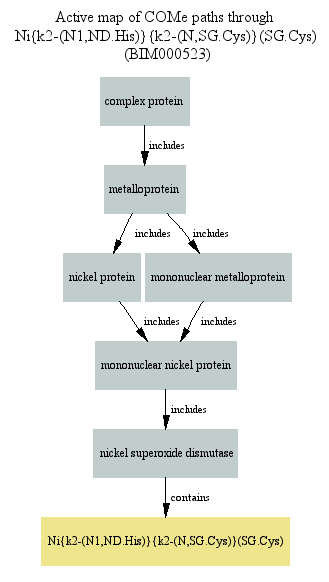 Active map of COMe paths through
Ni{k2-(N1,ND.His)}{k2-(N,SG.Cys)}(SG.Cys)
(BIM000523)
complex protein
includes
metalloprotein
includes
includes
nickel protein
mononuclear metalloprotein
includes
includes
mononuclear nickel protein
includes
nickel superoxide dismutase
contains
Ni{k2-(N1,ND.His)}{k2-(N,SG.Cys)}(SG.Cys)